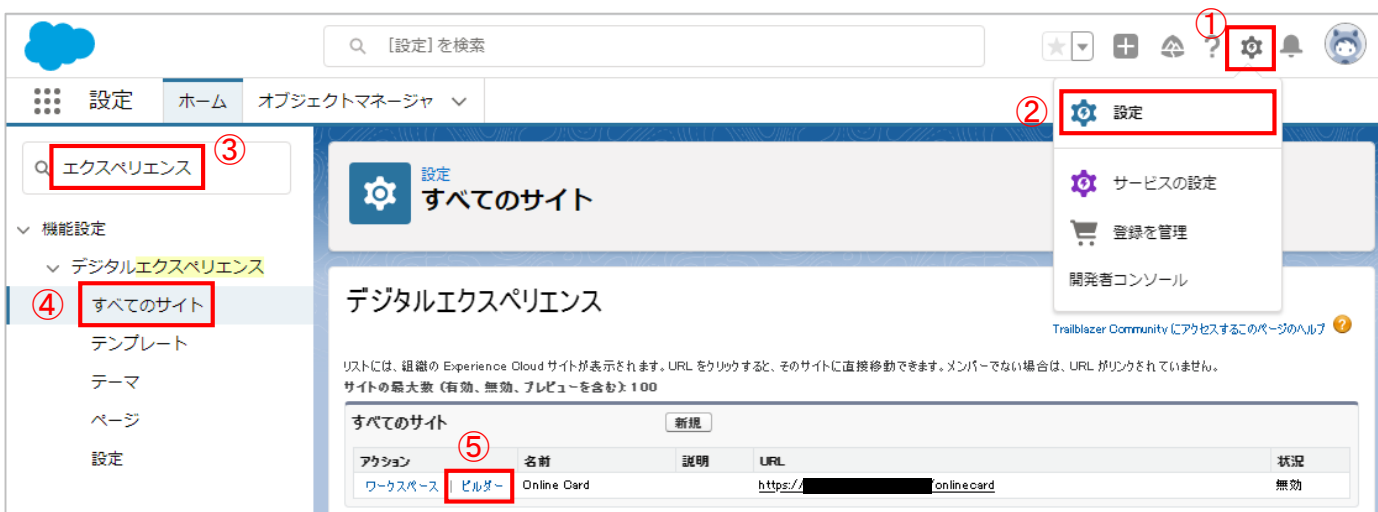 ①
[設定] を検索
?
設定 ホーム オブジェクトマネージャ
② 設定
エクスペリエンス ③
設定
すべてのサイト
サービスの設定
登録を管理
開発者コンソール
機能設定
デジタルエクスペリエンス
④ すべてのサイト
テンプレート
テーマ
ページ
設定
デジタルエクスペリエンス
Trailblazer Community にアクセスするこのページのヘルプ ?
リストには、組織の Experience Cloud サイトが表示されます。URL をクリックすると、そのサイトに直接移動できます。メンバーでない場合は、URL がリンクされていません。
サイトの最大数 (有効、無効、プレビューを含む): 100
すべてのサイト 新規
⑤
アクション 名前 説明 URL 状況
ワークスペース | ビルダー Online Card https:// /onlinecard 無効